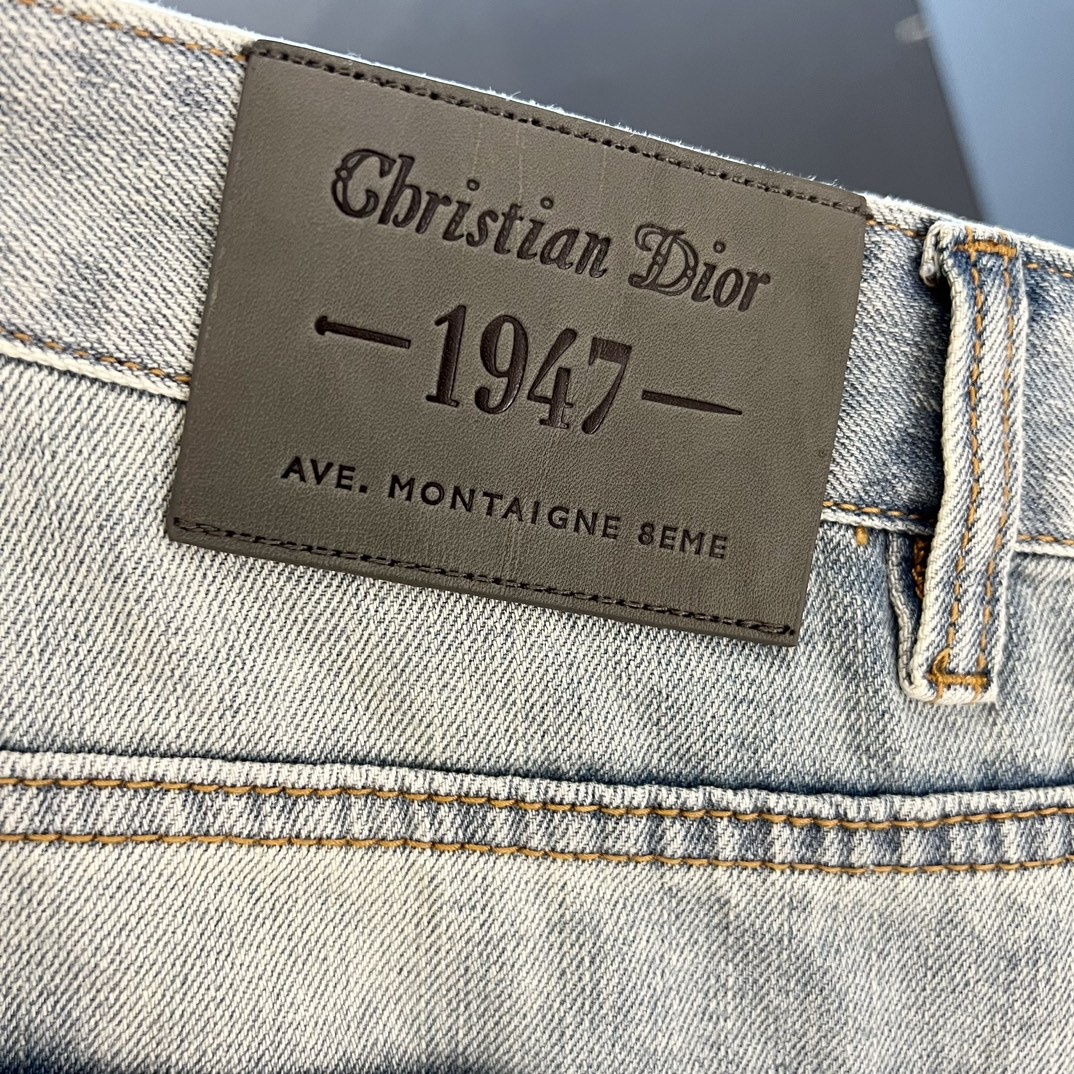 Christian Dior
1947
AVE. MONTAIGNE 8EME